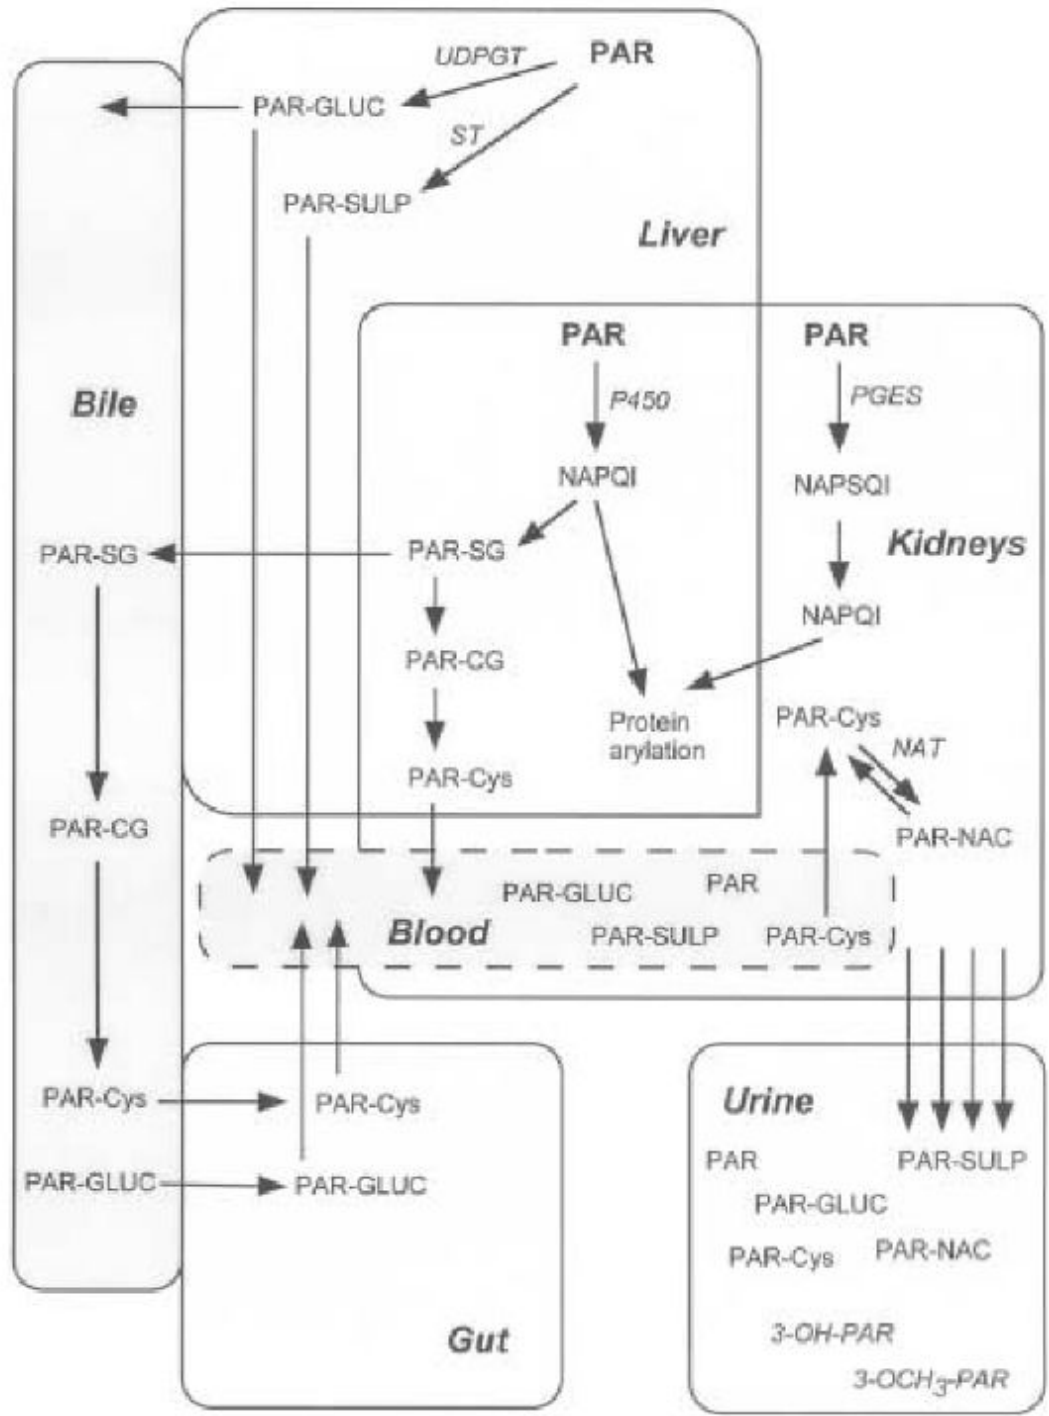 UDPGT
PAR
PAR-GLUC
ST
PAR-SULP
Liver
PAR
PAR
Bile
P450
PGES
NAPQI
NAPSQI
PAR-SG
PAR-SG
Kidneys
NAPQI
PAR-CG
Protein
arylation
PAR-Cys
NAT
PAR-Cys
PAR-CG
PAR-NAC
PAR-GLUC
PAR
Blood
PAR-SULP
PAR-Cys
PAR-Cys
PAR-Cys
Urine
PAR-GLUC
PAR-GLUC
PAR
PAR-SULP
PAR-GLUC
PAR-Cys
PAR-NAC
Gut
3-OH-PAR
3-OCH3-PAR